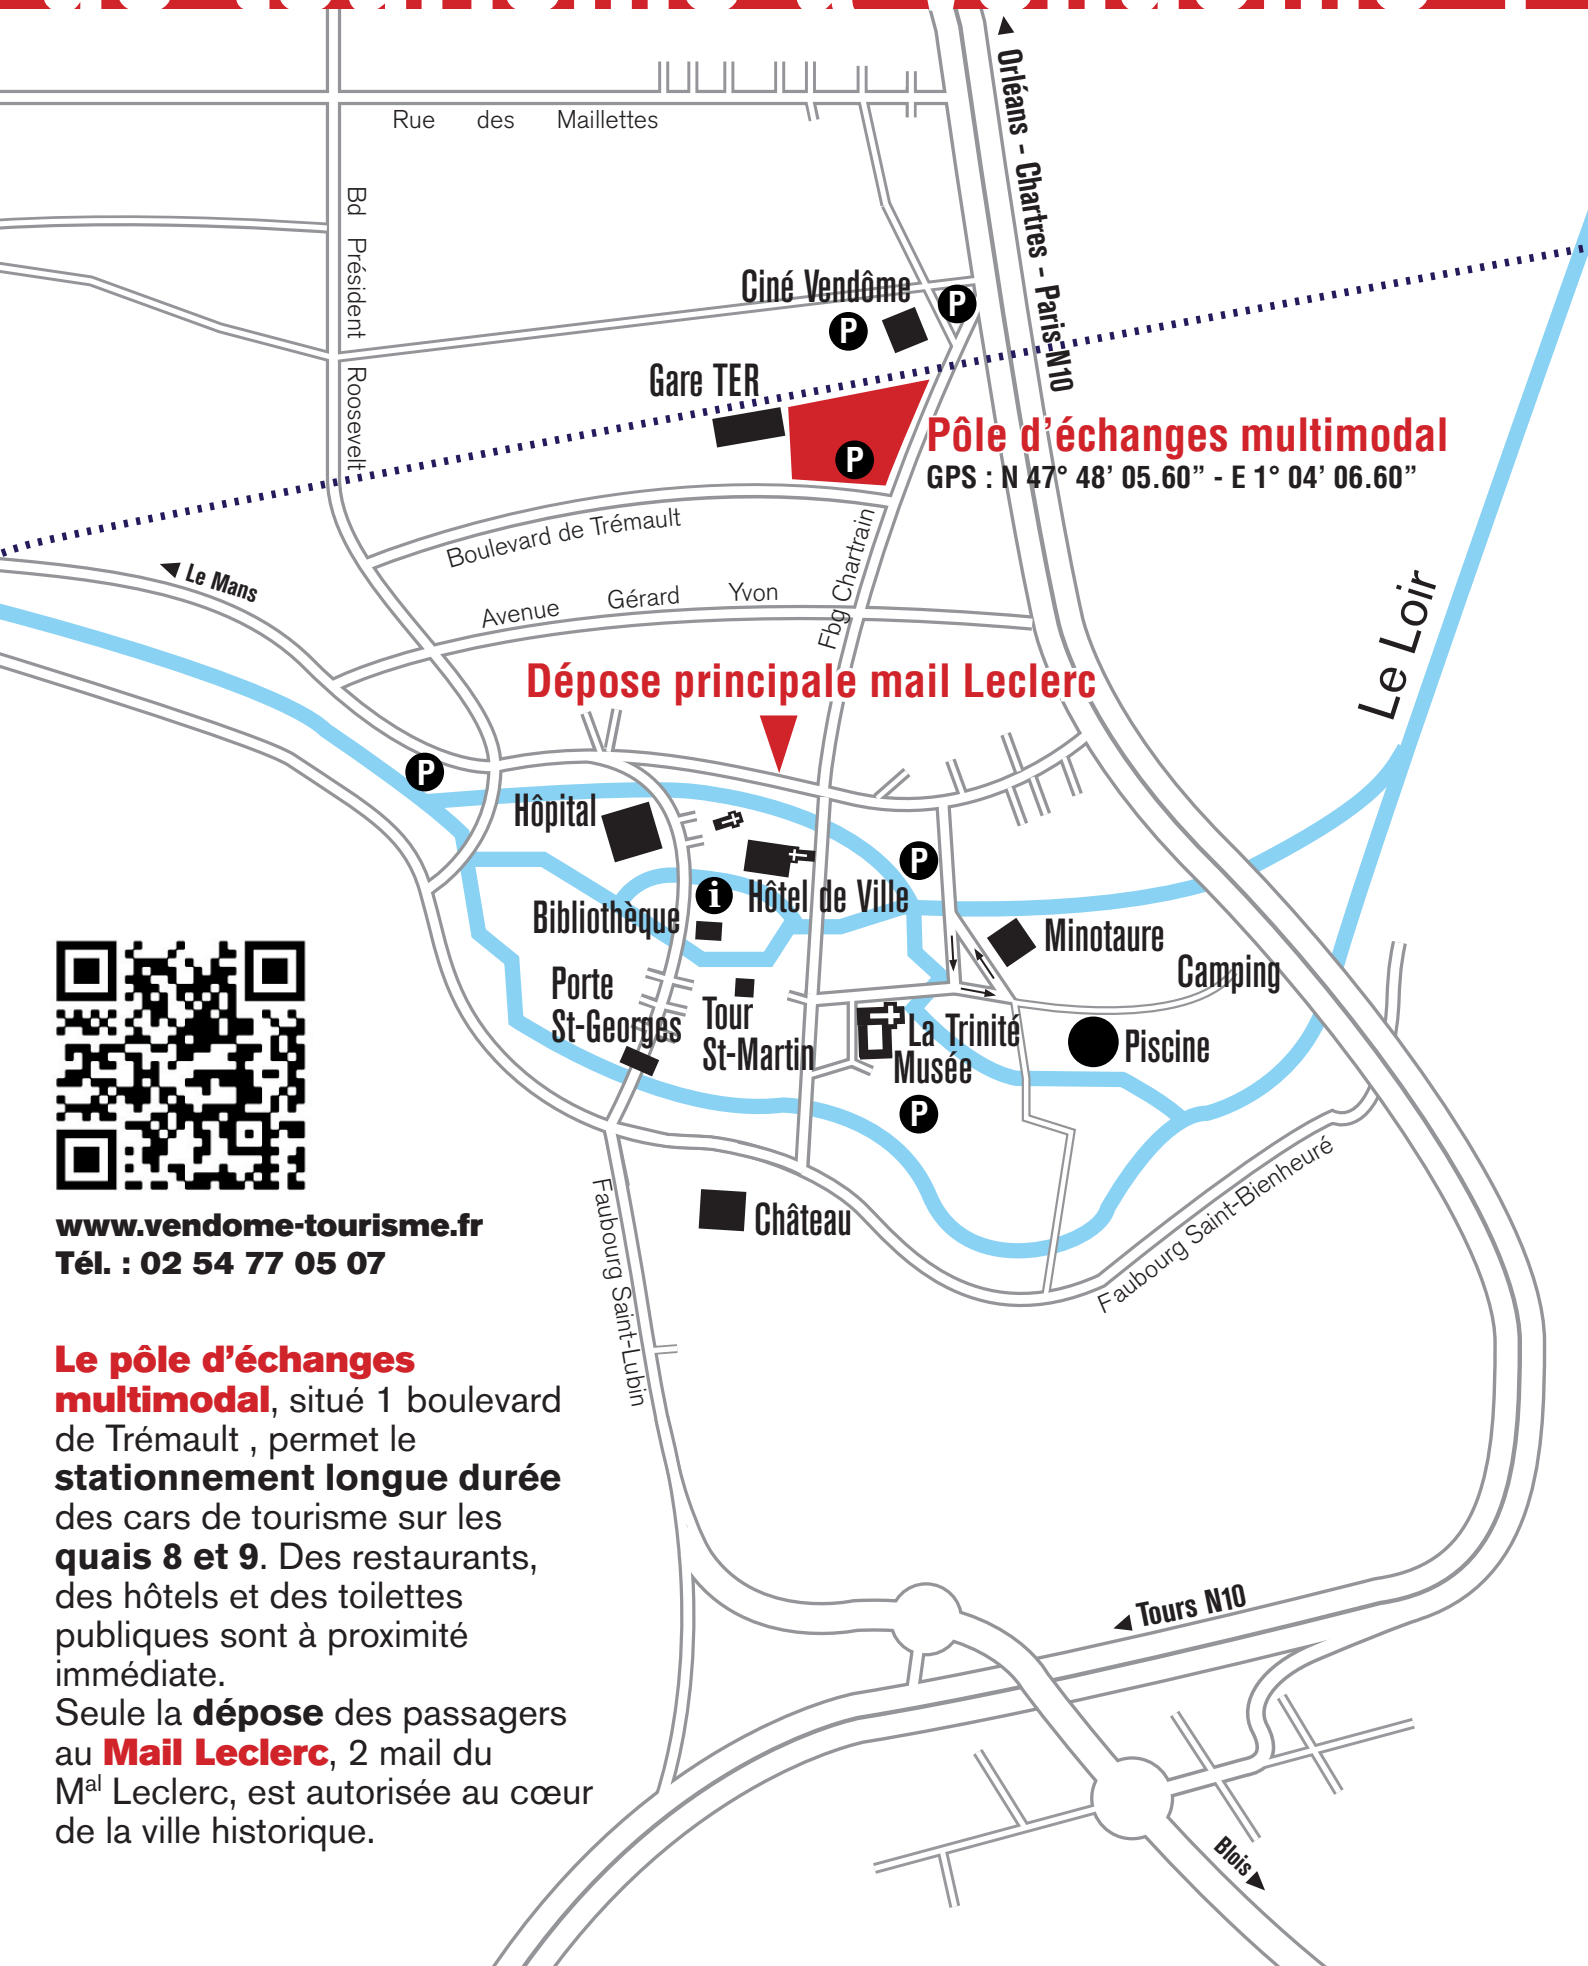 Orléans - Chartres - Paris N10
Rue des Maillettes
Bd Président Roosevelt
Ciné Vendôme
P
P
Gare TER
P
Pôle d’échanges multimodal
GPS : N 47° 48’ 05.60” - E 1° 04’ 06.60”
Boulevard de Trémault
Fbg Chartrain
Le Mans
Avenue Gérard Yvon
Le Loir
Dépose principale mail Leclerc
P
Hôpital
P
i
Hôtel de Ville
Bibliothèque
Minotaure
Camping
Porte
St-Georges
Tour
St-Martin
La Trinité
Musée
Piscine
P
Faubourg Saint-Bienheuré
Château
Faubourg Saint-Lubin
www.vendome-tourisme.fr
Tél. : 02 54 77 05 07
Le pôle d’échanges
multimodal, situé 1 boulevard
de Trémault , permet le
stationnement longue durée
des cars de tourisme sur les
quais 8 et 9. Des restaurants,
des hôtels et des toilettes
publiques sont à proximité
immédiate.
Seule la dépose des passagers
au Mail Leclerc, 2 mail du
Mal Leclerc, est autorisée au cœur
de la ville historique.
Tours N10
Blois